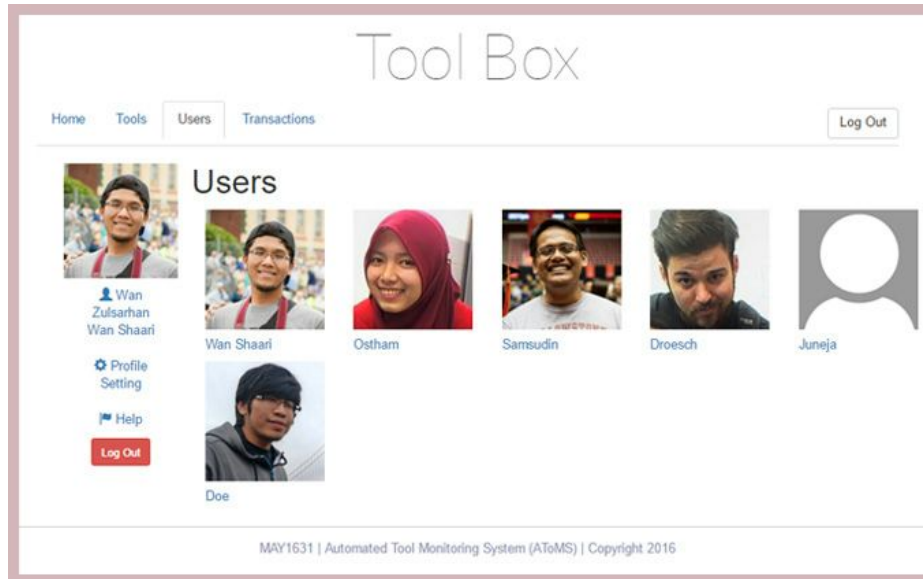 Tool Box
Home Tools Users Transactions Log Out
Users
Wan
Zulsarhan
Wan Shaari
Profile
Setting
Help
Log Out
Wan Shaari Ostham Samsudin Droesch Juneja
Doe
MAY1631 | Automated Tool Monitoring System (AToMS) | Copyright 2016